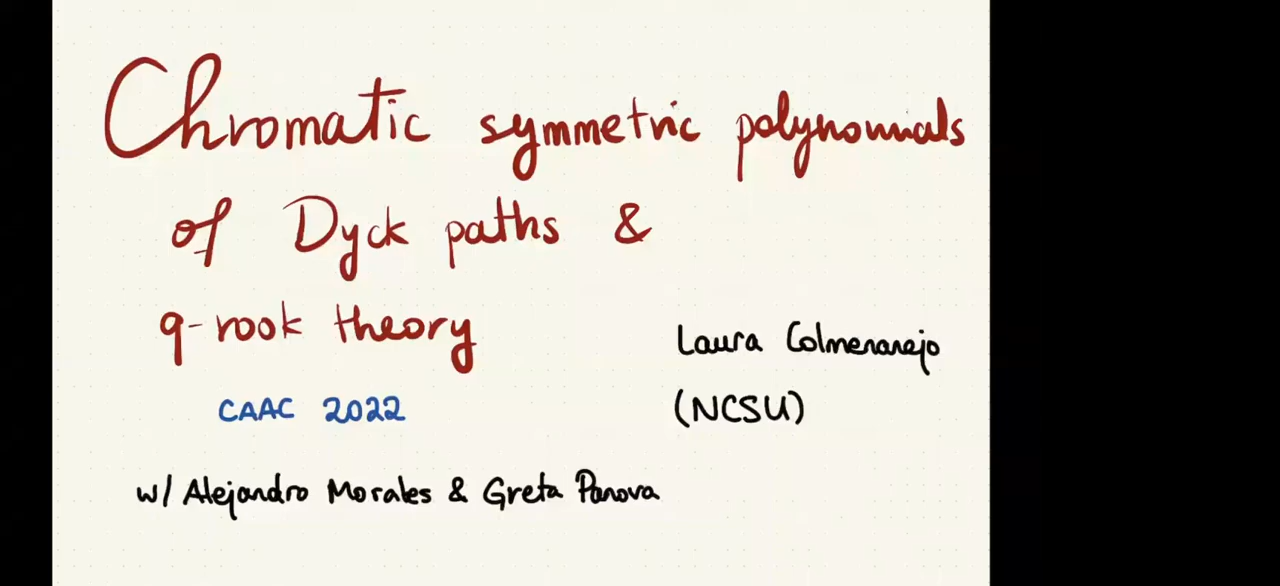 Chromatic symmetric polynomials
of Dyck paths &
q-rook theory
Laura Colmenarejo
CAAC 2022
(NCSU)
w/ Alejandro Morales & Greta Panova